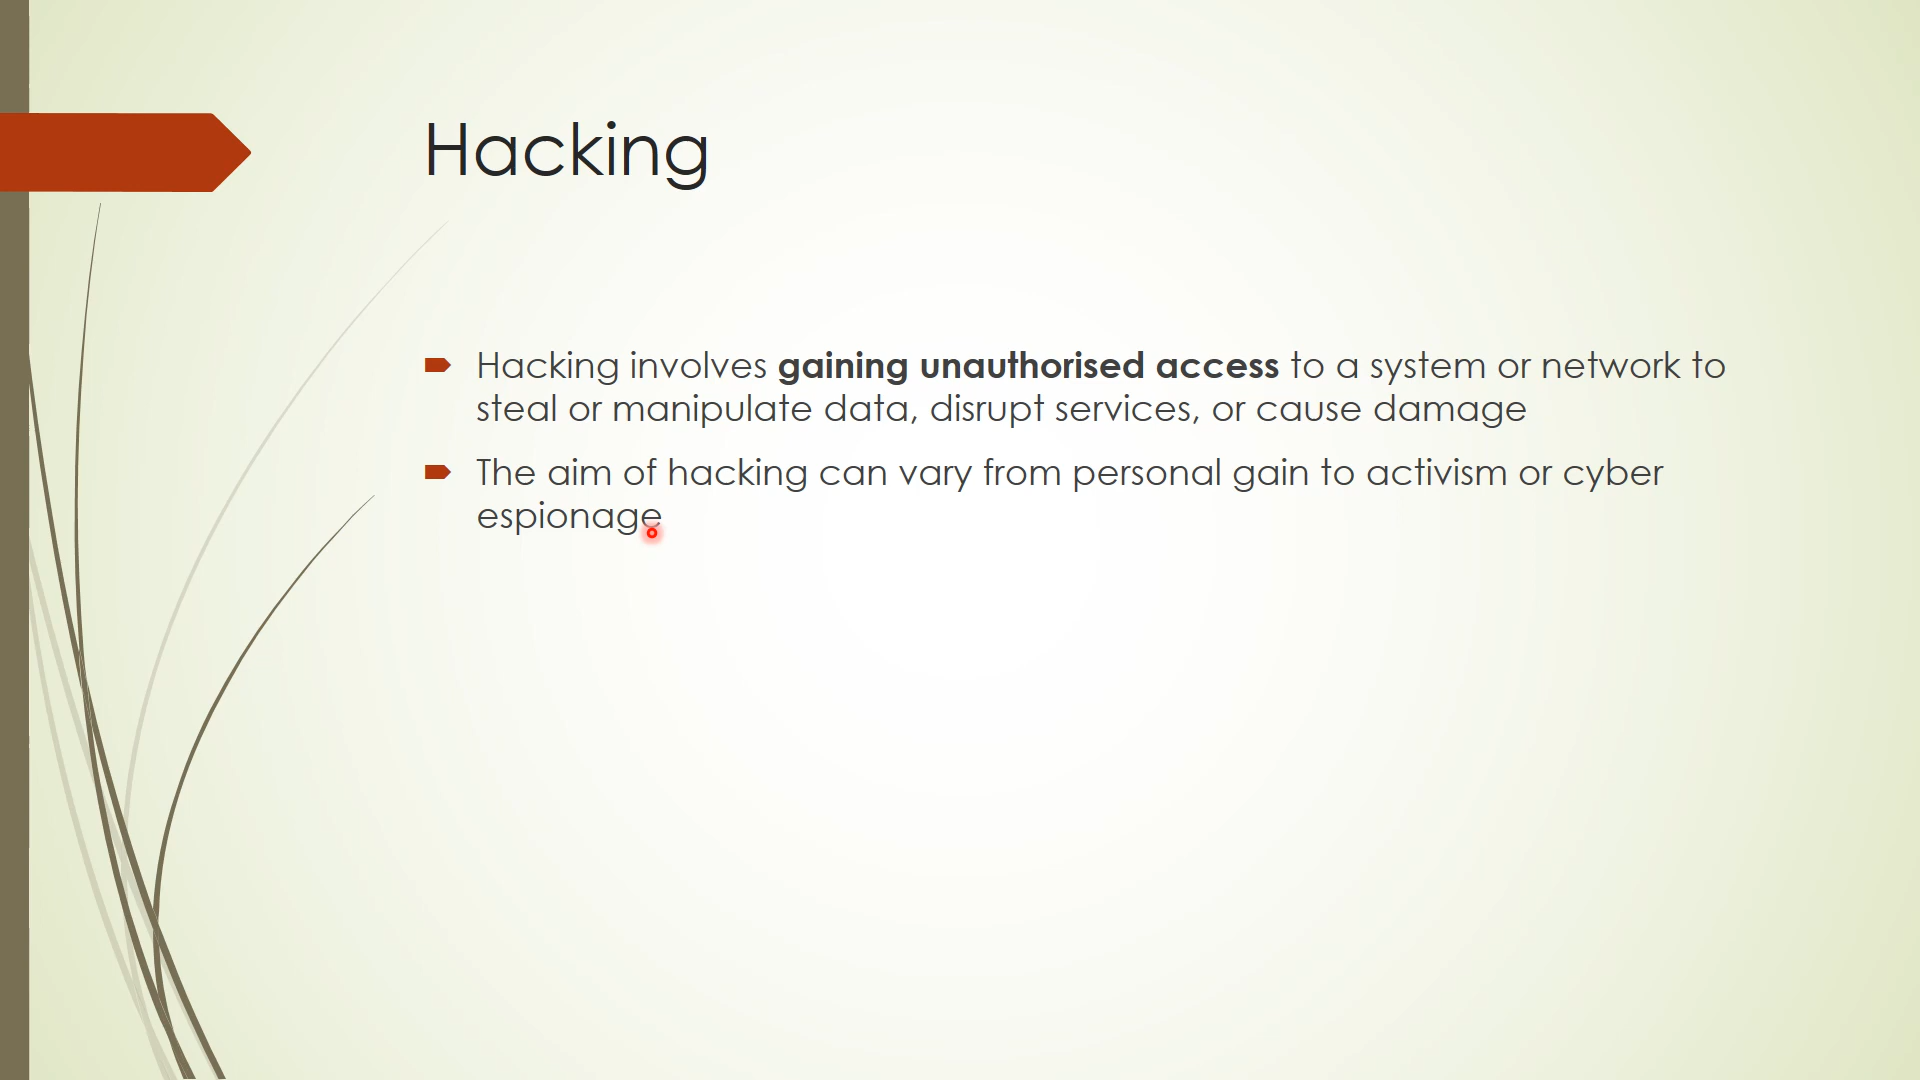 Hacking
Hacking involves gaining unauthorised access to a system or network to
steal or manipulate data, disrupt services, or cause damage
The aim of hacking can vary from personal gain to activism or cyber
espionage